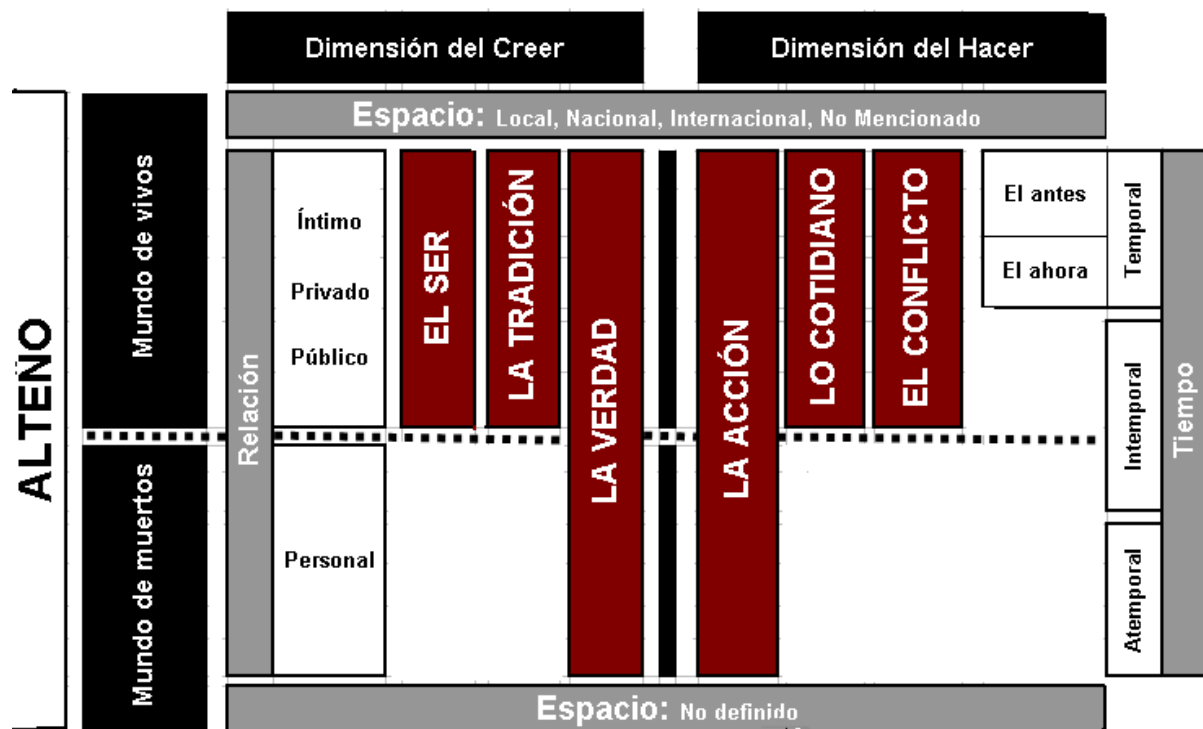 Dimensión del Creer
Dimensión del Hacer
Espacio: Local, Nacional, Internacional, No Mencionado
ALTEÑO
Mundo de vivos
Mundo de muertos
Relación
Íntimo
Privado
Público
Personal
EL SER
LA TRADICIÓN
LA VERDAD
LA ACCIÓN
LO COTIDIANO
EL CONFLICTO
El antes
El ahora
Temporal
Intemporal
Atemporal
Tiempo
Espacio: No definido